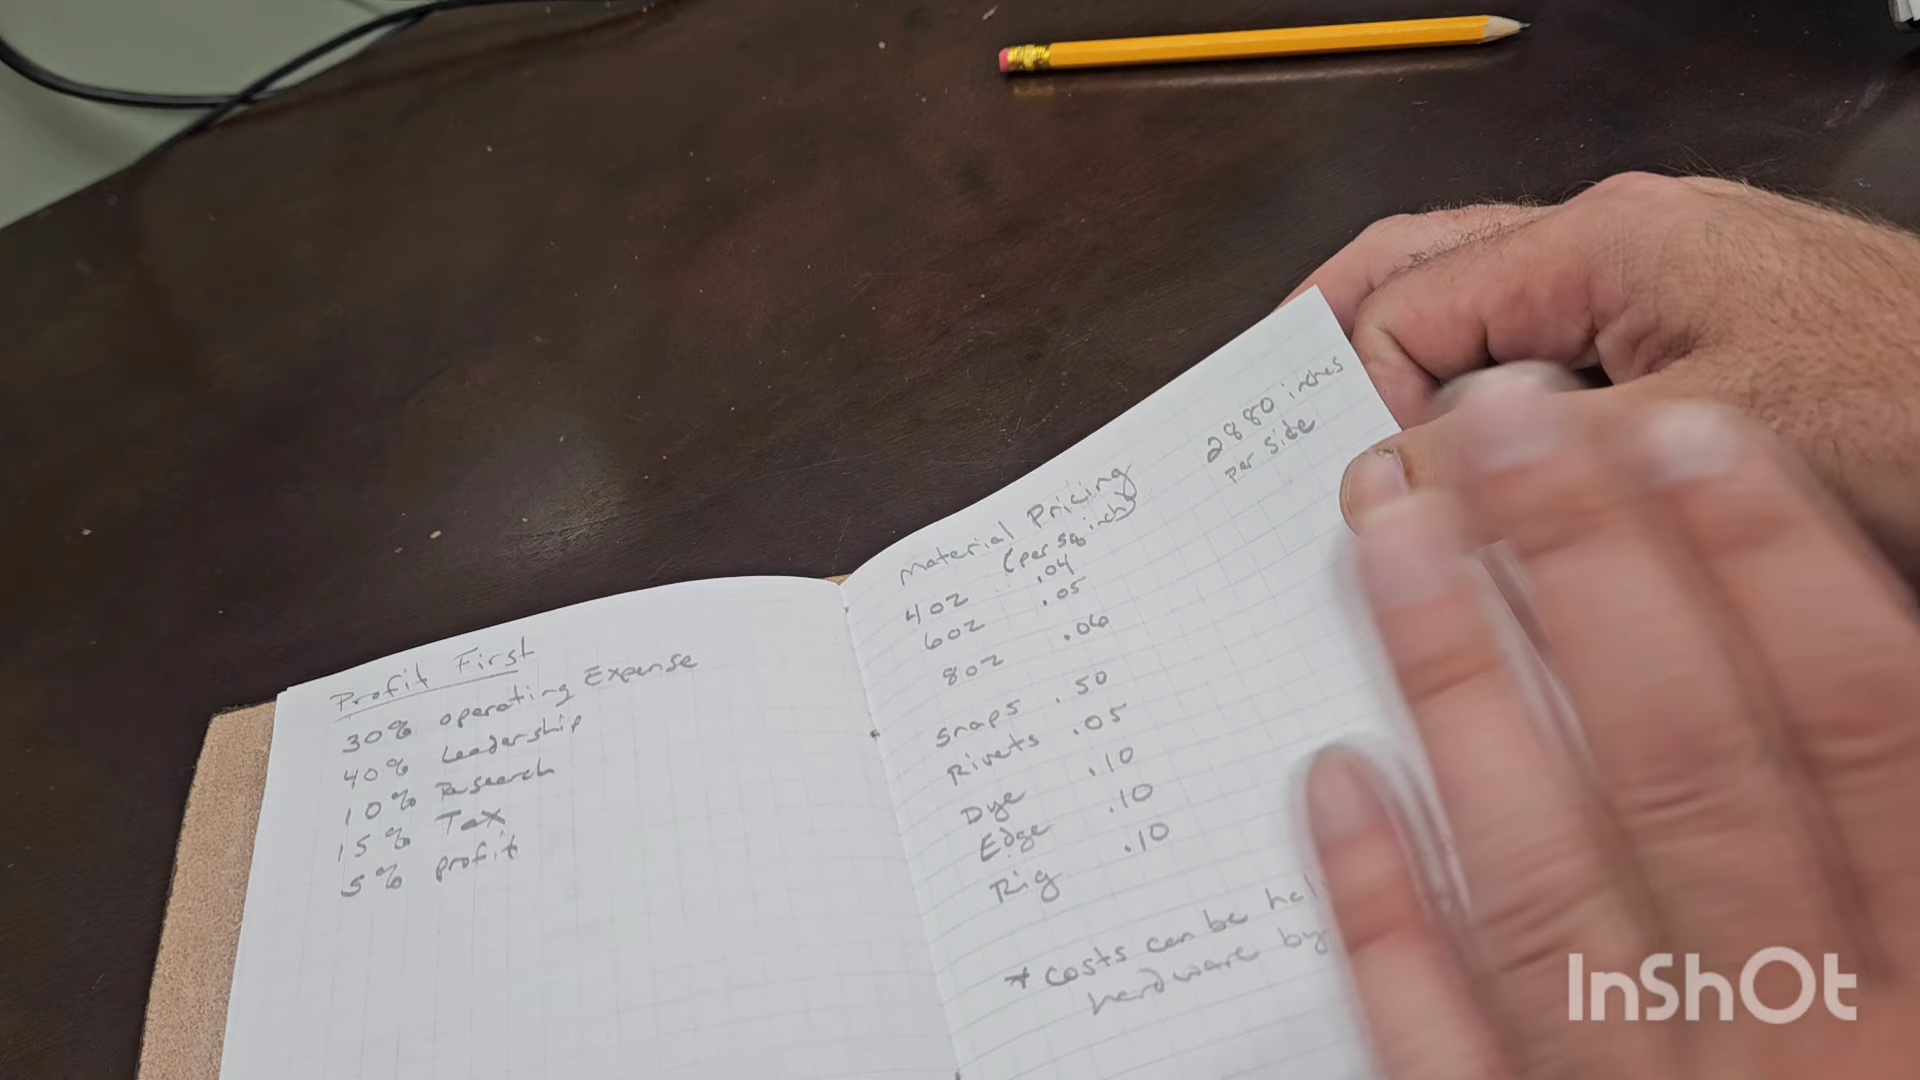 Profit First
30% operating Expense
40% Leadership
10% Research
15% Tax
5% profit
Material Pricing
(per sq inch)
2880 inches
per side
4oz .04
6oz .05
8oz .06
Snaps .50
Rivets .05
Dye .10
Edge .10
Rig .10
* costs can be
hardware by
InShOt